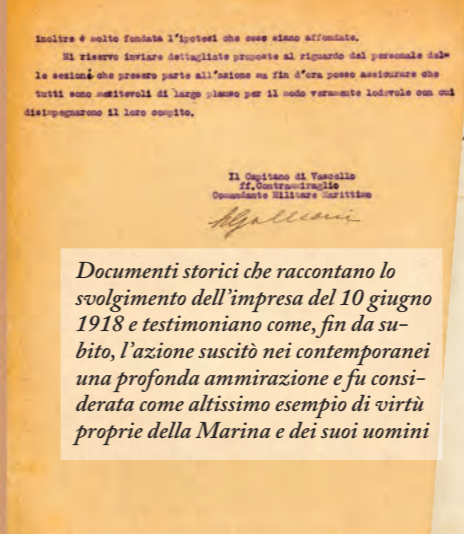 inoltre é molto fondata l'ipotesi che esse siano affondate.
Mi riservo inviare dettagliate proposte al riguardo del personale del=
le sezioni che presero parte all'azione ma fin d'ora posso assicurare che
tutti sono meritevoli di largo plauso per il modo veramente lodevole con cui
disimpegnarono il loro compito.
Il Capitano di Vascello
ff.Contrammiraglio
Comandante Militare Marittimo
Documenti storici che raccontano lo
svolgimento dell'impresa del 10 giugno
1918 e testimoniano come, fin da su-
bito, l'azione suscitò nei contemporanei
una profonda ammirazione e fu consi-
derata come altissimo esempio di virtù
proprie della Marina e dei suoi uomini